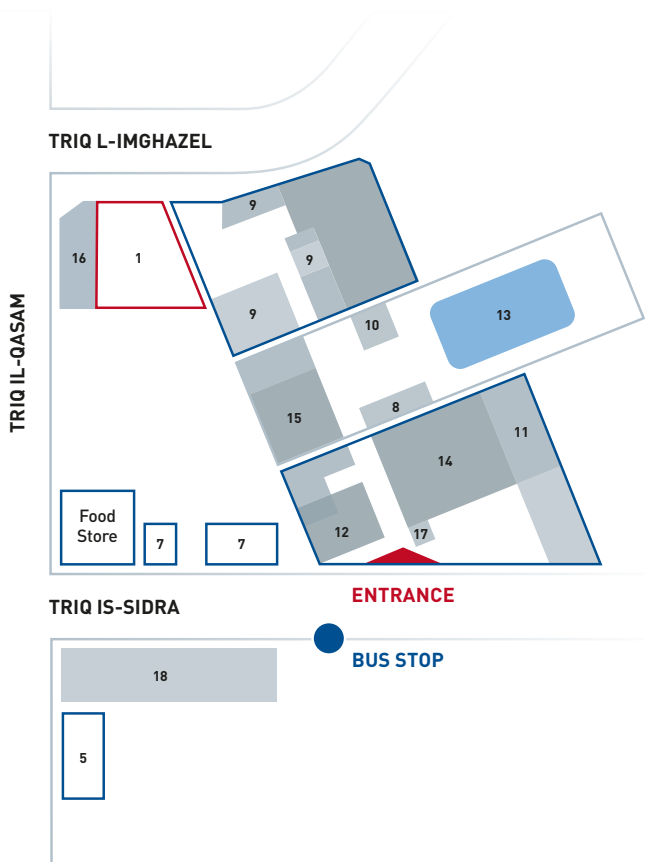 TRIQ L-IMGHAZEL
9
16
1
9
9
10
13
TRIQ IL-QASAM
8
15
11
14
Food
Store
7
7
12
17
ENTRANCE
TRIQ IS-SIDRA
BUS STOP
18
5